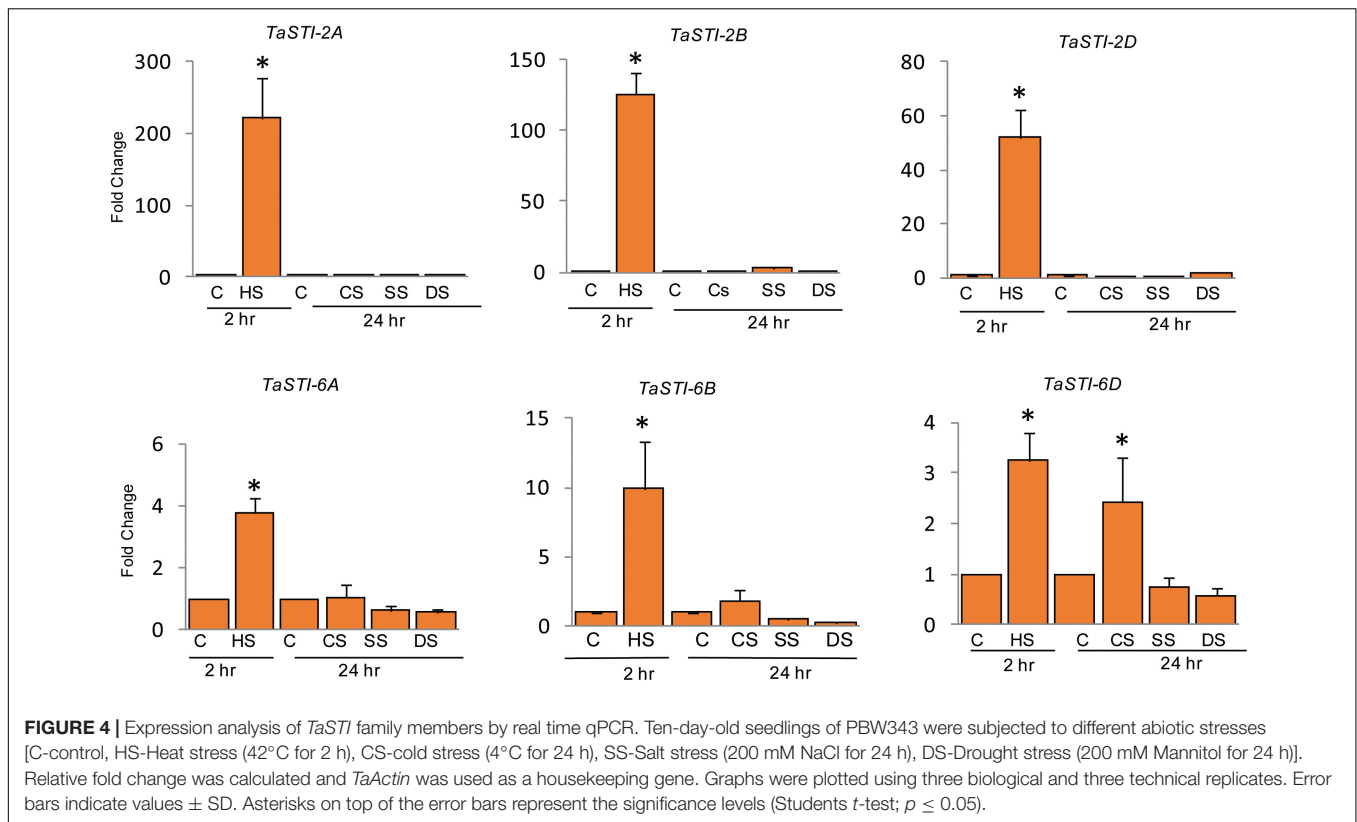 TaSTI-2A
300
200
100
0
Fold Change
*
C HS C CS SS DS
2 hr 24 hr
TaSTI-2B
150
100
50
0
*
C HS C Cs SS DS
2 hr 24 hr
TaSTI-2D
80
60
40
20
0
*
C HS C CS SS DS
2 hr 24 hr
TaSTI-6A
6
4
2
0
Fold Change
*
C HS C CS SS DS
2 hr 24 hr
TaSTI-6B
15
10
5
0
*
C HS C CS SS DS
2 hr 24 hr
TaSTI-6D
4
3
2
1
0
* *
C HS C CS SS DS
2 hr 24 hr
FIGURE 4 | Expression analysis of TaSTI family members by real time qPCR. Ten-day-old seedlings of PBW343 were subjected to different abiotic stresses
[C-control, HS-Heat stress (42°C for 2 h), CS-cold stress (4°C for 24 h), SS-Salt stress (200 mM NaCl for 24 h), DS-Drought stress (200 mM Mannitol for 24 h)].
Relative fold change was calculated and TaActin was used as a housekeeping gene. Graphs were plotted using three biological and three technical replicates. Error
bars indicate values ± SD. Asterisks on top of the error bars represent the significance levels (Students t-test; p ≤ 0.05).